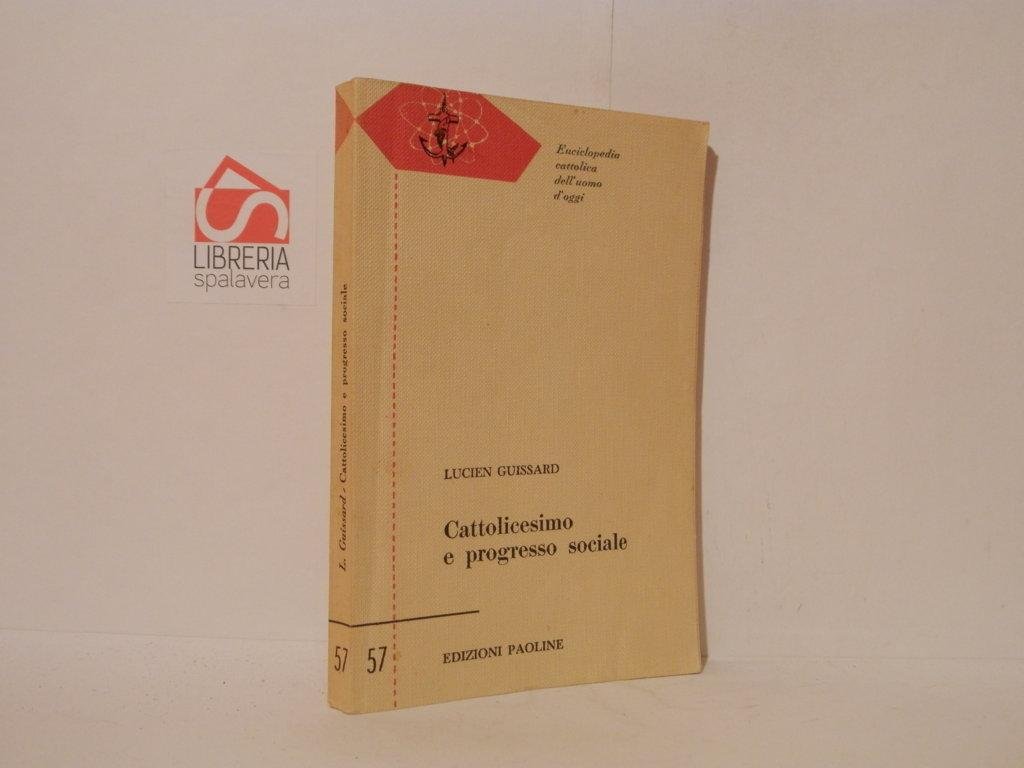 LIBRERIA
spalavera
L. Guissard - Cattolicesimo e progresso sociale
57
Enciclopedia
cattolica
dell'uomo
d'oggi
LUCIEN GUISSARD
Cattolicesimo
e progresso sociale
57
EDIZIONI PAOLINE